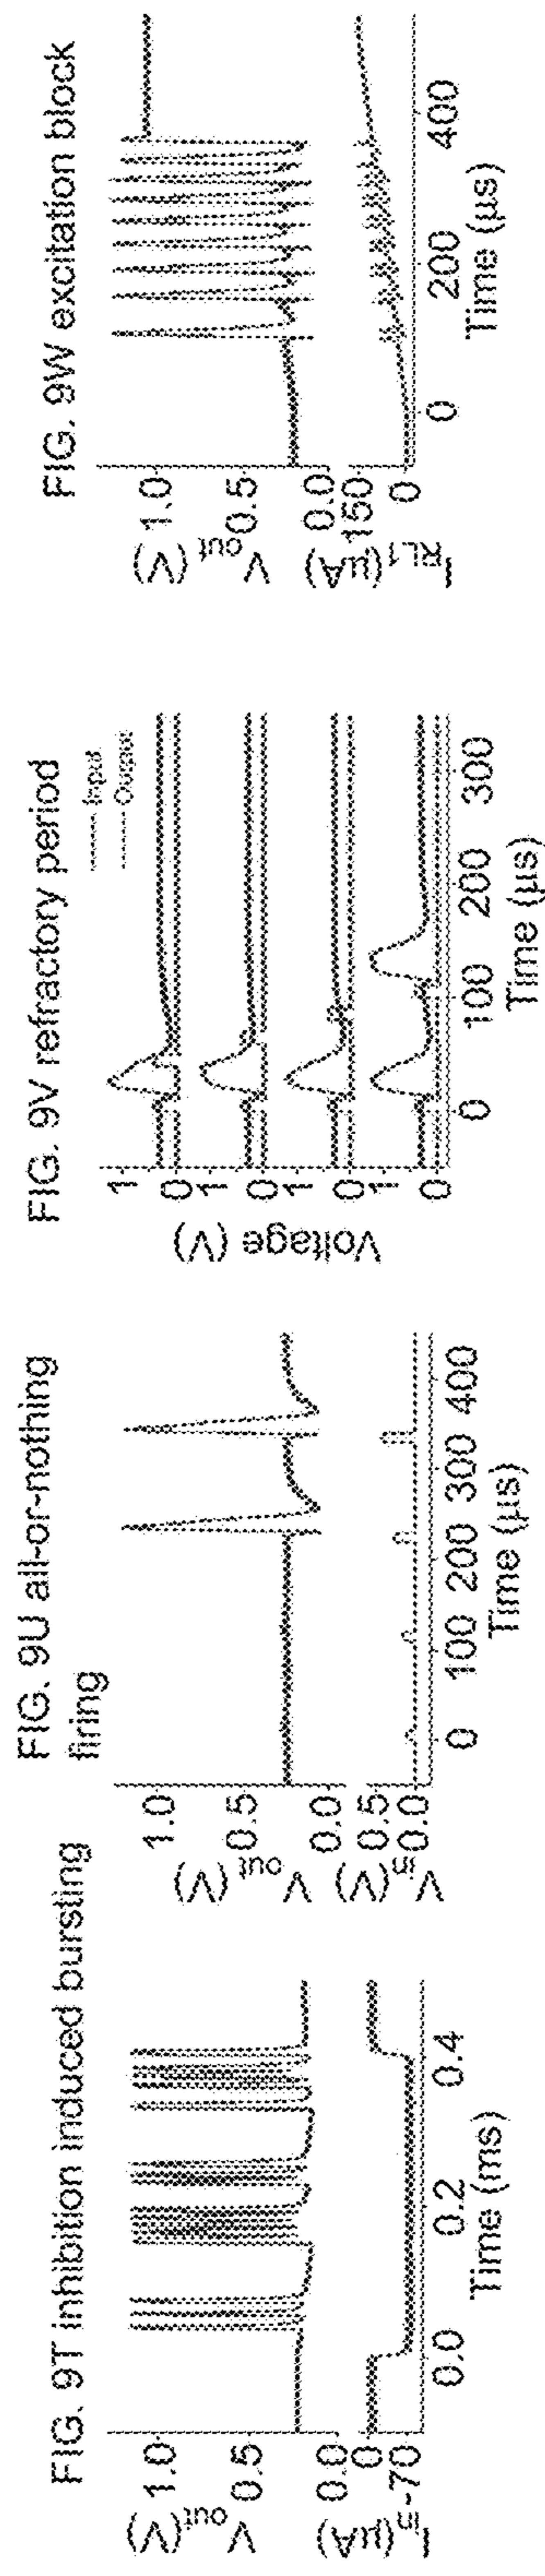 FIG. 9T inhibition induced bursting
1.0
0.5
0.0
V_out(V)
0
-70
I_in(μA)
0.0
0.2
0.4
Time (ms)
FIG. 9U all-or-nothing
firing
1.0
0.5
0.0
V_out (V)
0.5
0.0
V_in(V)
0
100
200
300
400
Time (μs)
FIG. 9V refractory period
Input
Output
1
0
1
0
1
0
1
0
Voltage (V)
0
100
200
300
Time (μs)
FIG. 9W excitation block
1.0
0.5
0.0
V_out (V)
150
0
I_RL1(μA)
0
200
400
Time (μs)